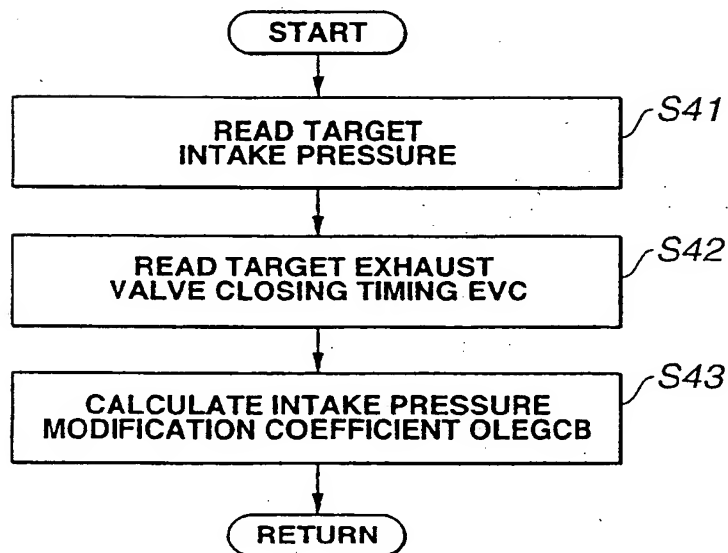 START
READ TARGET
INTAKE PRESSURE
S41
READ TARGET EXHAUST
VALVE CLOSING TIMING EVC
S42
CALCULATE INTAKE PRESSURE
MODIFICATION COEFFICIENT OLEGCB
S43
RETURN